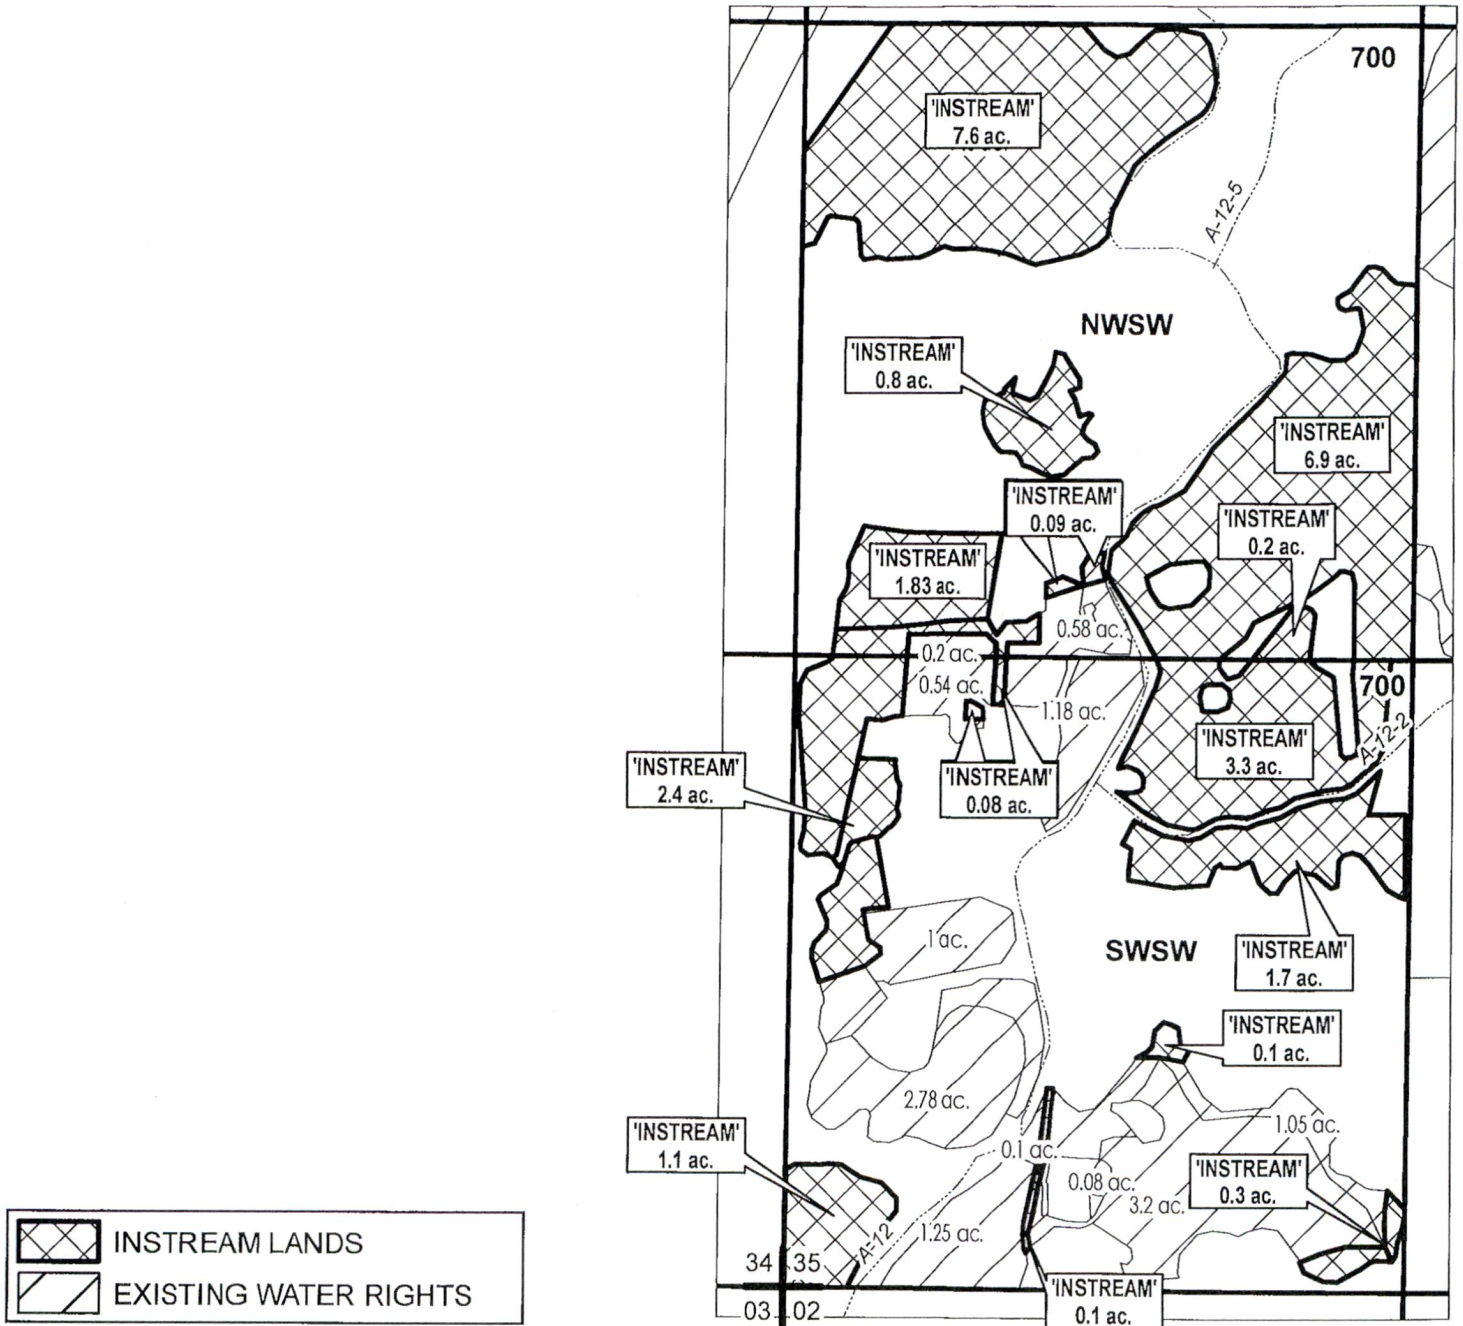 700
'INSTREAM'
7.6 ac.
A-12-5
NWSW
'INSTREAM'
0.8 ac.
'INSTREAM'
6.9 ac.
'INSTREAM'
0.09 ac.
'INSTREAM'
0.2 ac.
'INSTREAM'
1.83 ac.
0.58 ac.
0.2 ac.
0.54 ac.
700
1.18 ac.
'INSTREAM'
3.3 ac.
A-12-2
'INSTREAM'
2.4 ac.
'INSTREAM'
0.08 ac.
1 ac.
SWSW
'INSTREAM'
1.7 ac.
'INSTREAM'
0.1 ac.
2.78 ac.
1.05 ac.
'INSTREAM'
1.1 ac.
0.1 ac.
0.08 ac.
3.2 ac.
'INSTREAM'
0.3 ac.
1.25 ac.
A-12
34 35
03 02
'INSTREAM'
0.1 ac.
INSTREAM LANDS
EXISTING WATER RIGHTS